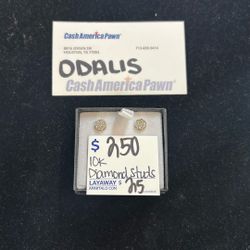 Cash America Pawn
ODALIS
Cash America Pawn
$ 250
10K
Diamond Studs
LAYAWAY $ 25